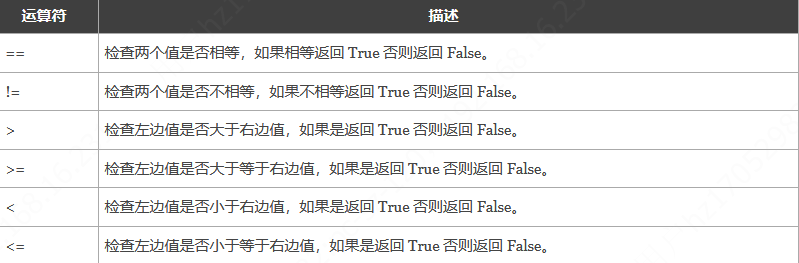 运算符 描述
== 检查两个值是否相等，如果相等返回 True 否则返回 False。
!= 检查两个值是否不相等，如果不相等返回 True 否则返回 False。
> 检查左边值是否大于右边值，如果是返回 True 否则返回 False。
>= 检查左边值是否大于等于右边值，如果是返回 True 否则返回 False。
< 检查左边值是否小于右边值，如果是返回 True 否则返回 False。
<= 检查左边值是否小于等于右边值，如果是返回 True 否则返回 False。